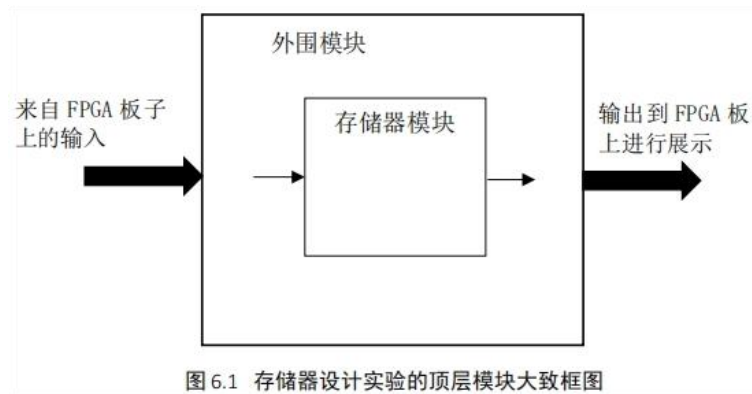 外围模块
来自 FPGA 板子
上的输入
存储器模块
输出到 FPGA 板
上进行展示
图 6.1 存储器设计实验的顶层模块大致框图